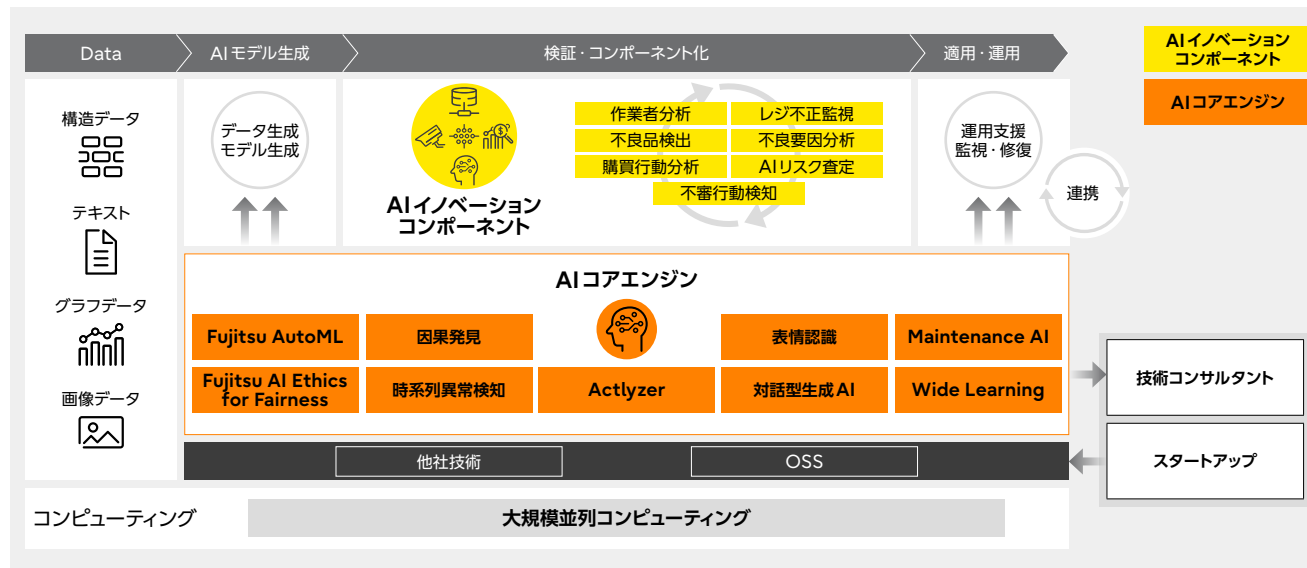 Data
AIモデル生成
検証・コンポーネント化
適用・運用
AIイノベーション
コンポーネント
AIコアエンジン
構造データ
テキスト
グラフデータ
画像データ
データ生成
モデル生成
AIイノベーション
コンポーネント
作業者分析
レジ不正監視
不良品検出
不良要因分析
購買行動分析
AIリスク査定
不審行動検知
運用支援
監視・修復
連携
AIコアエンジン
Fujitsu AutoML
因果発見
表情認識
Maintenance AI
Fujitsu AI Ethics
for Fairness
時系列異常検知
Actlyzer
対話型生成AI
Wide Learning
技術コンサルタント
スタートアップ
他社技術
OSS
コンピューティング
大規模並列コンピューティング